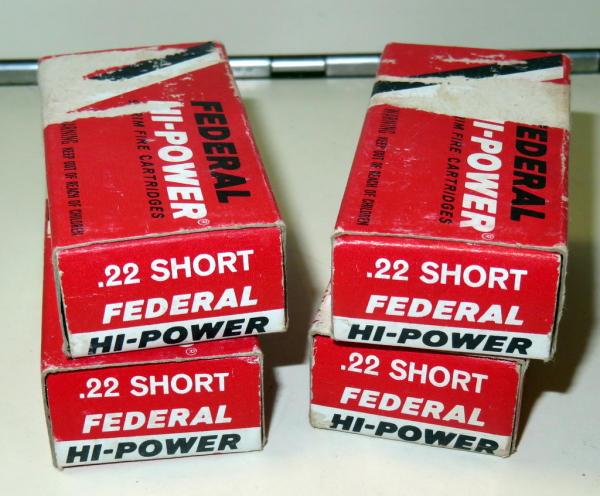 FEDERAL
HI-POWER®
RIM FIRE CARTRIDGES
WARNING KEEP OUT OF REACH OF CHILDREN
.22 SHORT
FEDERAL
HI-POWER
FEDERAL
HI-POWER®
RIM FIRE CARTRIDGES
WARNING KEEP OUT OF REACH OF CHILDREN
.22 SHORT
FEDERAL
HI-POWER
®
.22 SHORT
FEDERAL
HI-POWER
.22 SHORT
FEDERAL
HI-POWER